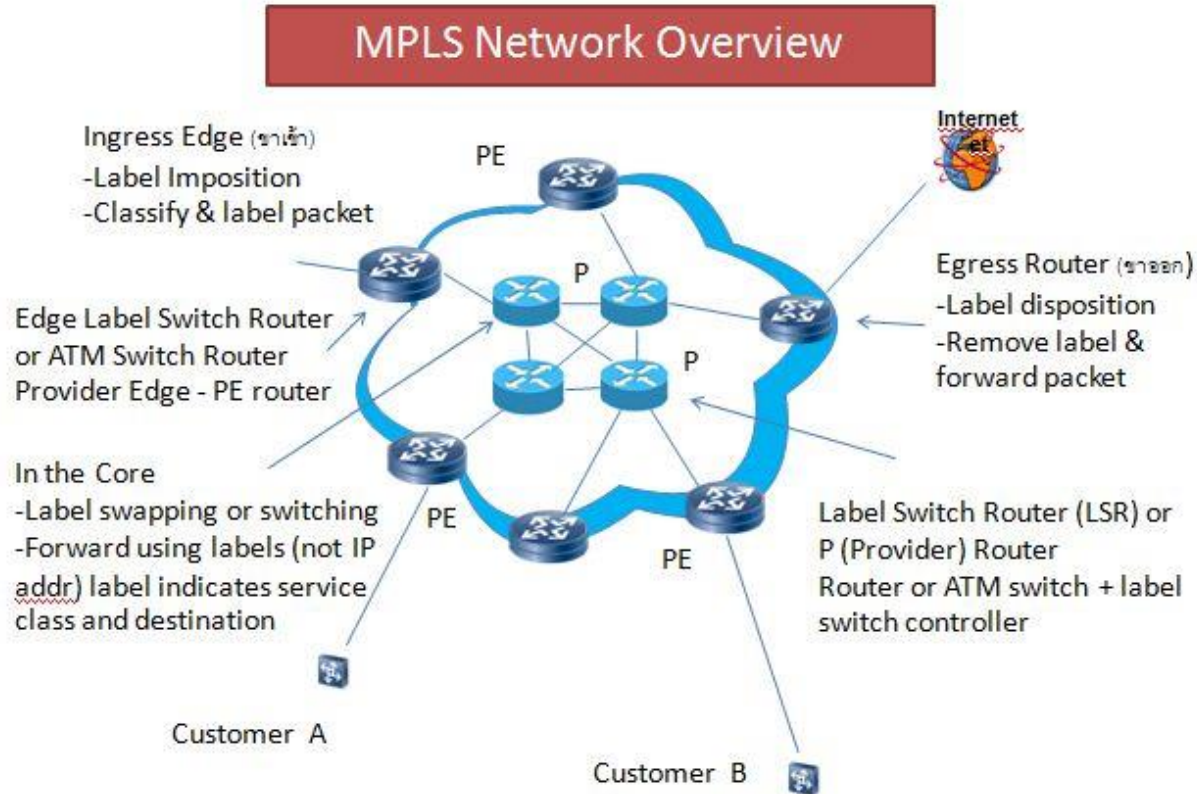 MPLS Network Overview
Ingress Edge (ขาเข้า)
-Label Imposition
-Classify & label packet
PE
Internet
et
P
Egress Router (ขาออก)
-Label disposition
-Remove label &
forward packet
Edge Label Switch Router
or ATM Switch Router
Provider Edge - PE router
P
In the Core
-Label swapping or switching
-Forward using labels (not IP
addr) label indicates service
class and destination
PE
PE
Label Switch Router (LSR) or
P (Provider) Router
Router or ATM switch + label
switch controller
Customer A
Customer B